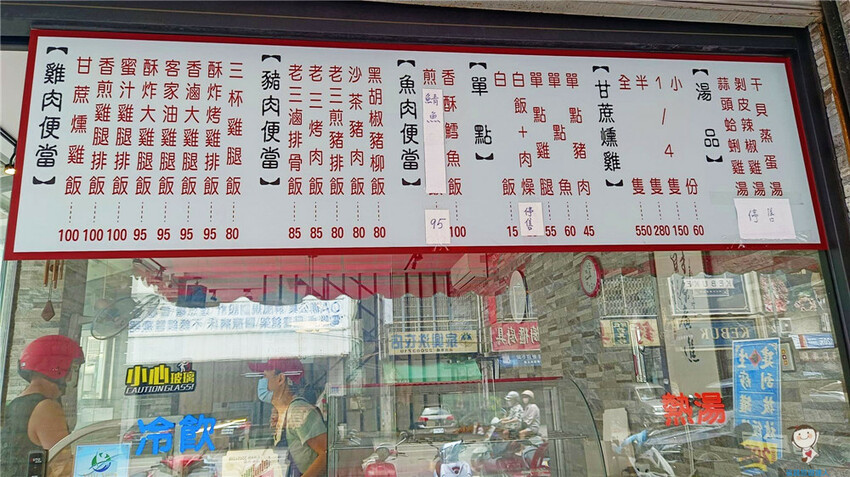 【雞肉便當】
甘蔗燻雞飯 100
香煎雞腿排飯 100
蜜汁雞腿排飯 100
酥炸大雞腿飯 95
客家油雞腿飯 95
香滷大雞腿飯 95
酥炸烤雞腿飯 95
三杯雞腿飯 80
【豬肉便當】
老三滷排骨飯 85
老三烤肉飯 85
老三煎豬排飯 80
沙茶豬肉飯 80
黑胡椒豬柳飯 80
【魚肉便當】
煎鯖魚飯 95
香酥鱈魚飯 100
【單點】
白飯 15
白飯+肉燥 停售
單點雞腿 55
單點魚 60
單點豬肉 45
【甘蔗燻雞】
全隻 550
半隻 280
1/4隻 150
小份 60
【湯品】
蒜頭蛤蜊雞湯
剝皮辣椒雞湯
干貝蒸蛋湯
停售
小心玻璃
CAUTION GLASS!
冷飲
熱湯